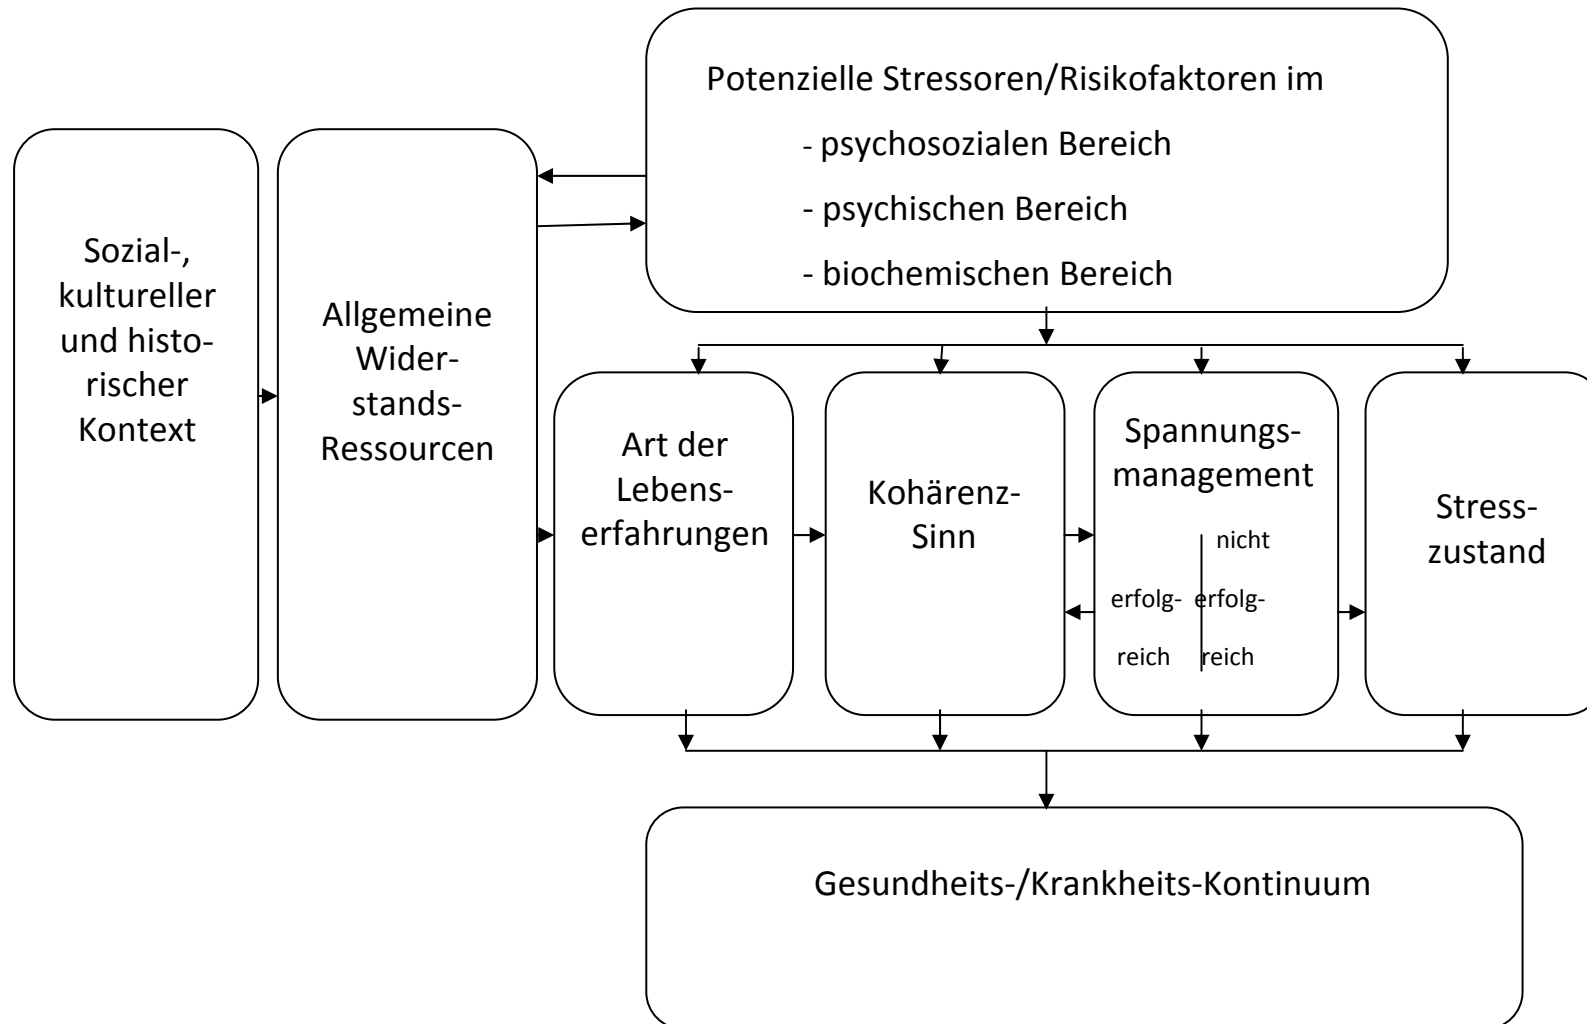 Potenzielle Stressoren/Risikofaktoren im
- psychosozialen Bereich
- psychischen Bereich
- biochemischen Bereich
Sozial-,
kultureller
und histo-
rischer
Kontext
Allgemeine
Wider-
stands-
Ressourcen
Art der
Lebens-
erfahrungen
Kohärenz-
Sinn
Spannungs-
management
nicht
erfolg- erfolg-
reich reich
Stress-
zustand
Gesundheits-/Krankheits-Kontinuum